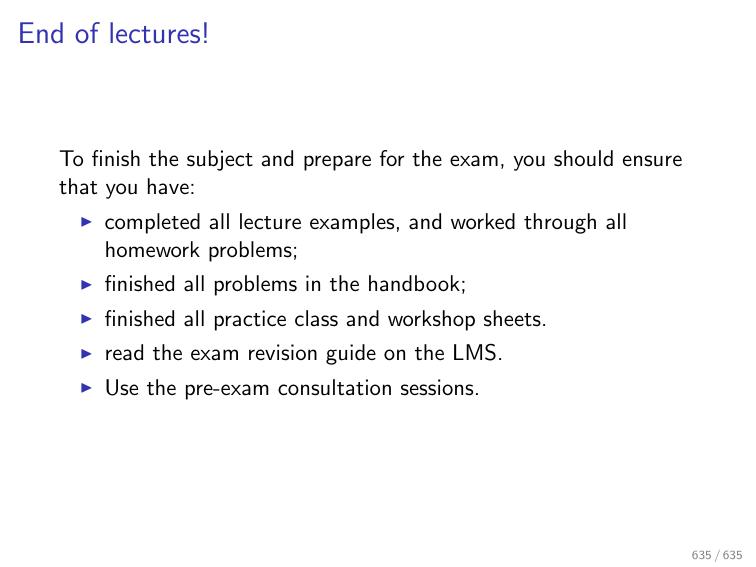 End of lectures!
To finish the subject and prepare for the exam, you should ensure
that you have:
▶ completed all lecture examples, and worked through all
homework problems;
▶ finished all problems in the handbook;
▶ finished all practice class and workshop sheets.
▶ read the exam revision guide on the LMS.
▶ Use the pre-exam consultation sessions.
635 / 635